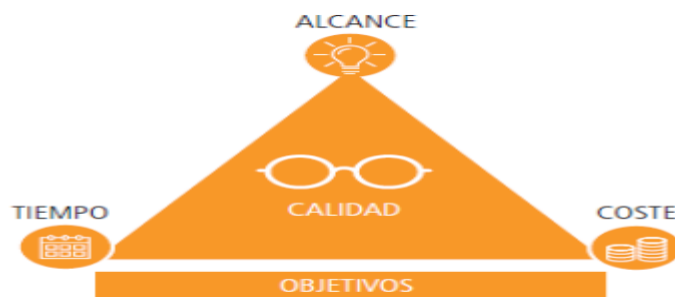 ALCANCE
CALIDAD
TIEMPO
COSTE
OBJETIVOS